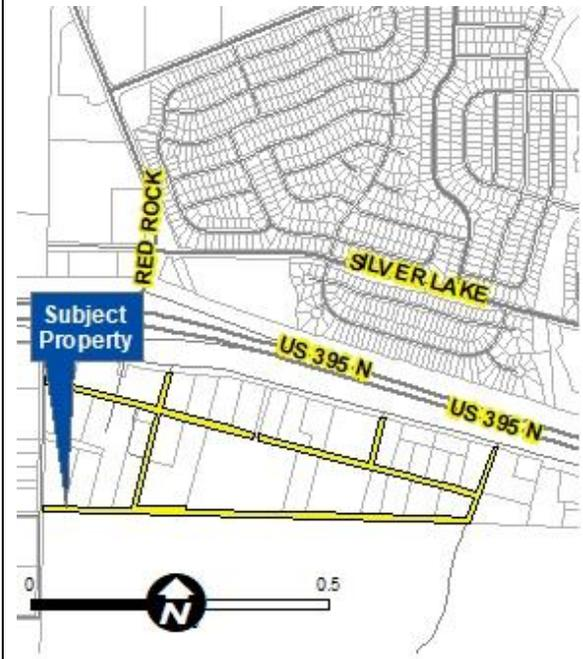 RED ROCK
SILVER LAKE
Subject
Property
US 395 N
US 395 N
0
0.5
N